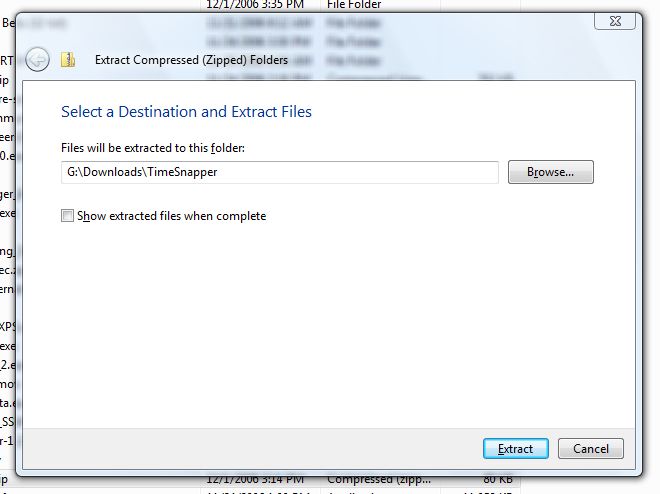 12/1/2006 3:35 PM File Folder
Extract Compressed (Zipped) Folders
Select a Destination and Extract Files
Files will be extracted to this folder:
G:\Downloads\TimeSnapper
Browse...
Show extracted files when complete
Extract
Cancel
12/1/2006 3:14 PM Compressed (zipp... 80 KB